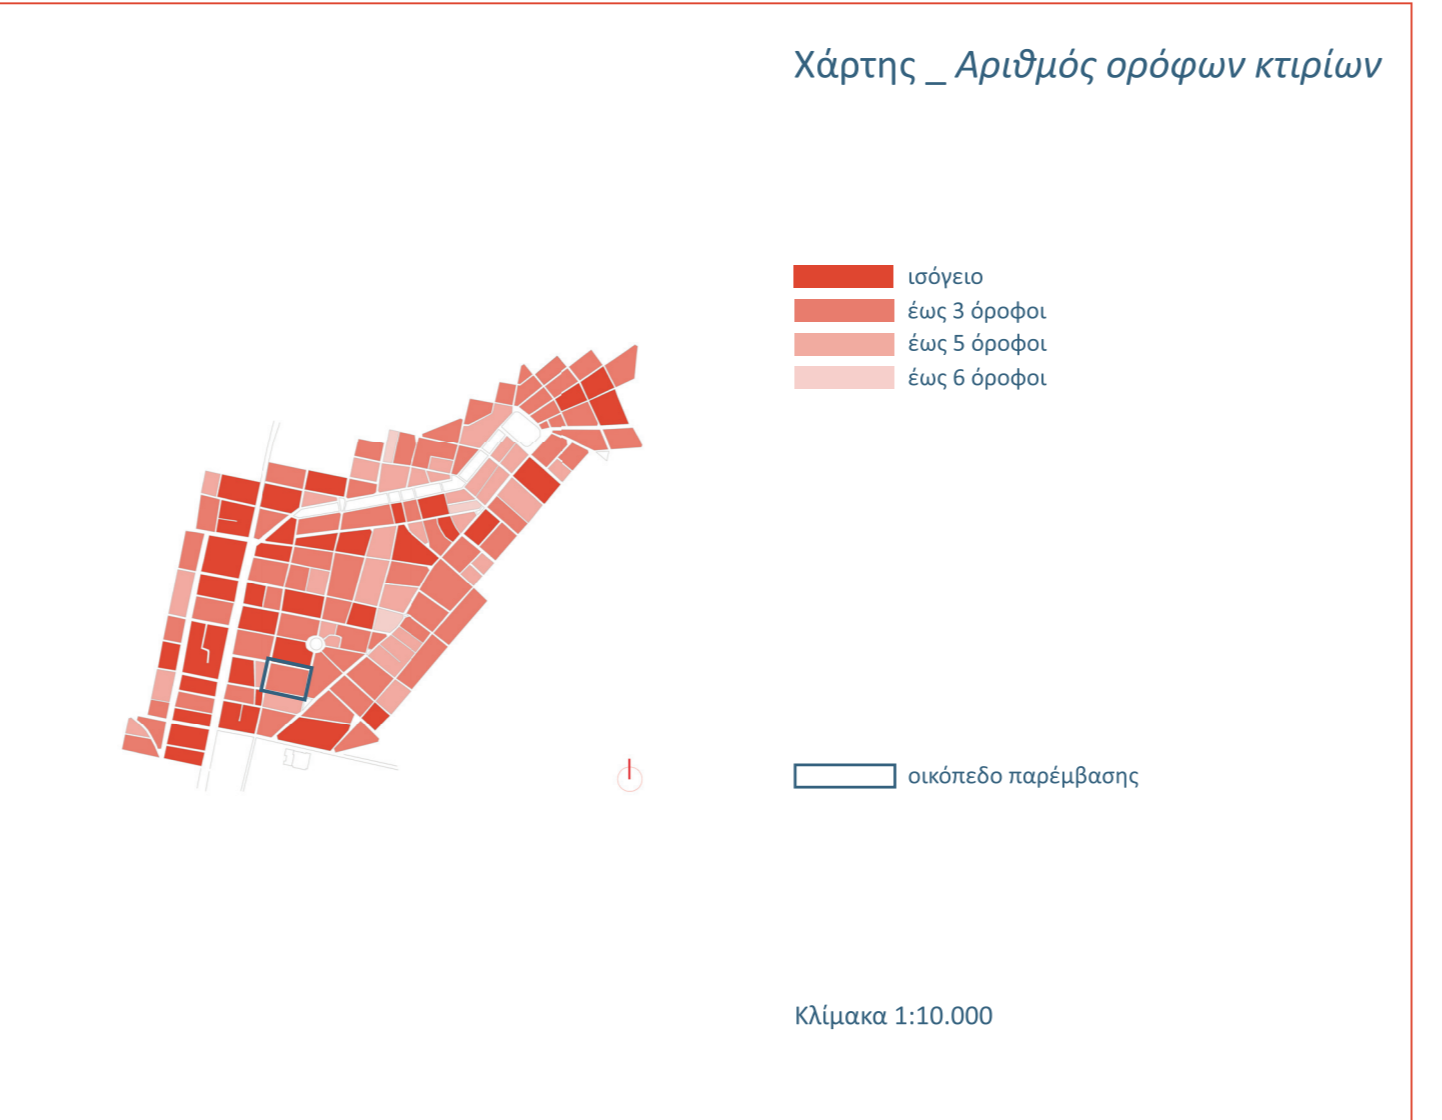 Χάρτης _ Αριθμός ορόφων κτιρίων
ισόγειο
έως 3 όροφοι
έως 5 όροφοι
έως 6 όροφοι
οικόπεδο παρέμβασης
Κλίμακα 1:10.000